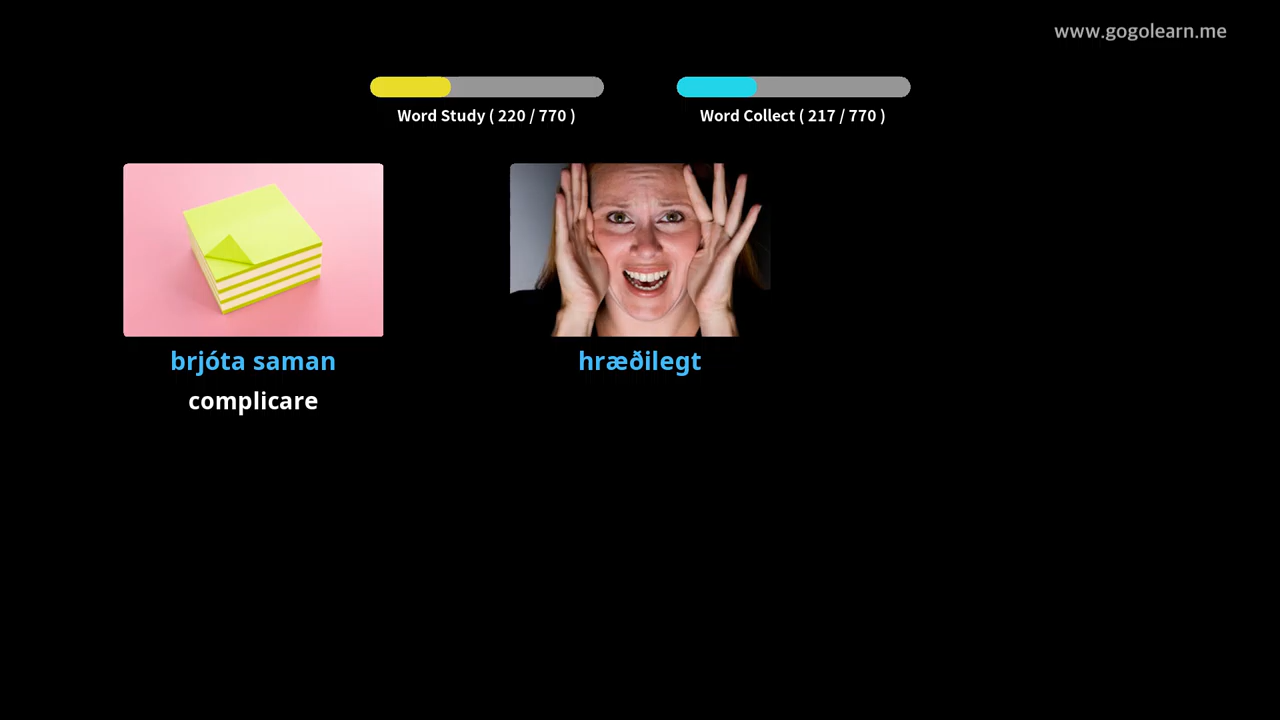 www.gogolearn.me
Word Study ( 220 / 770 )
Word Collect ( 217 / 770 )
brjóta saman
hræðilegt
complicare